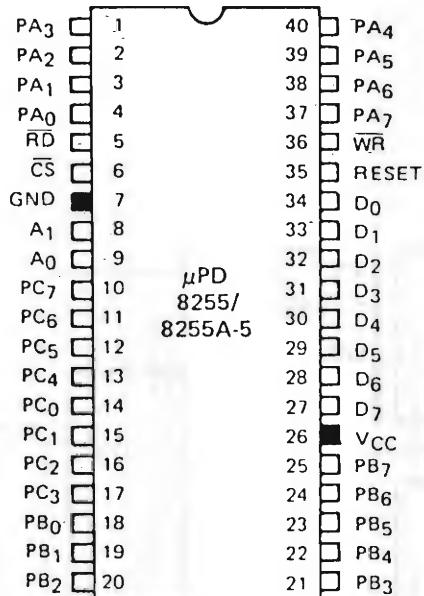 PA3 1 40 PA4
PA2 2 39 PA5
PA1 3 38 PA6
PA0 4 37 PA7
R̅D̅ 5 36 W̅R̅
C̅S̅ 6 35 RESET
GND 7 34 D0
A1 8 33 D1
A0 9 32 D2
PC7 10 μPD 31 D3
PC6 11 8255/ 30 D4
PC5 12 8255A-5 29 D5
PC4 13 28 D6
PC0 14 27 D7
PC1 15 26 VCC
PC2 16 25 PB7
PC3 17 24 PB6
PB0 18 23 PB5
PB1 19 22 PB4
PB2 20 21 PB3